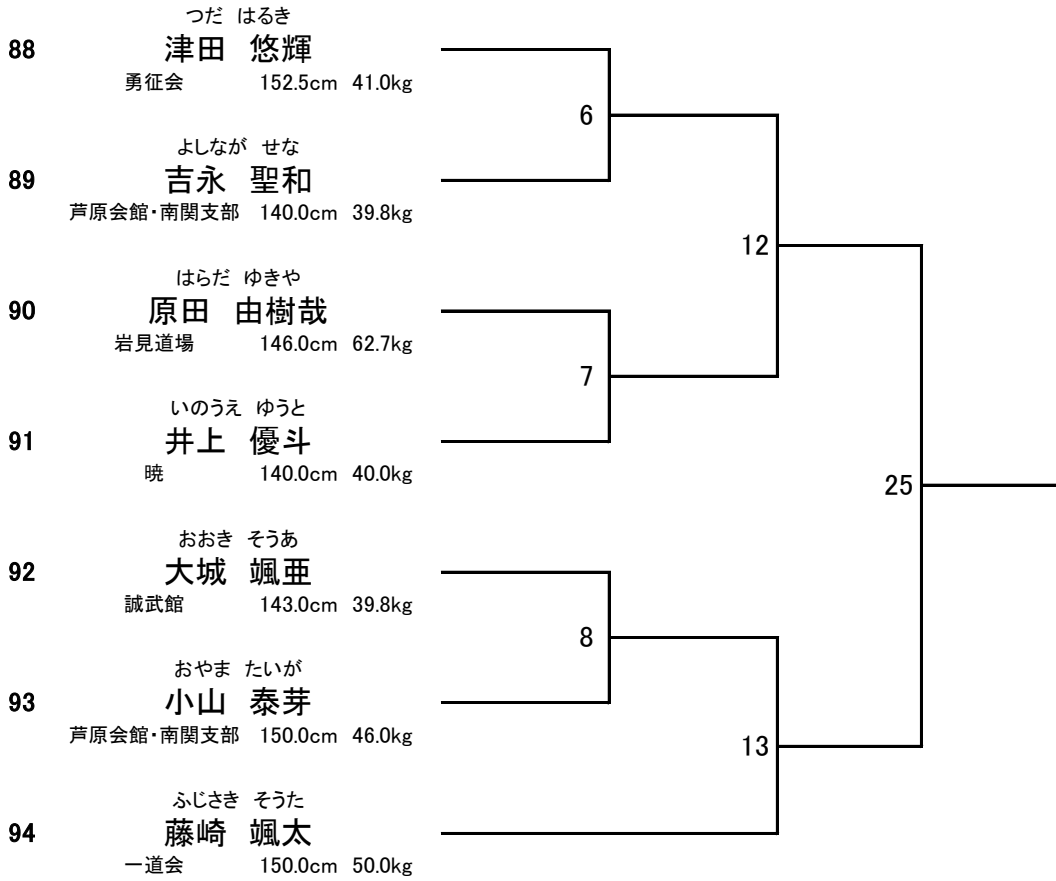 つだ はるき
88 津田 悠輝
勇征会 152.5cm 41.0kg
6
よしなが せな
89 吉永 聖和
芦原会館・南関支部 140.0cm 39.8kg
12
はらだ ゆきや
90 原田 由樹哉
岩見道場 146.0cm 62.7kg
7
いのうえ ゆうと
91 井上 優斗
暁 140.0cm 40.0kg
25
おおき そうあ
92 大城 颯亜
誠武館 143.0cm 39.8kg
8
おやま たいが
93 小山 泰芽
芦原会館・南関支部 150.0cm 46.0kg
13
ふじさき そうた
94 藤崎 颯太
一道会 150.0cm 50.0kg